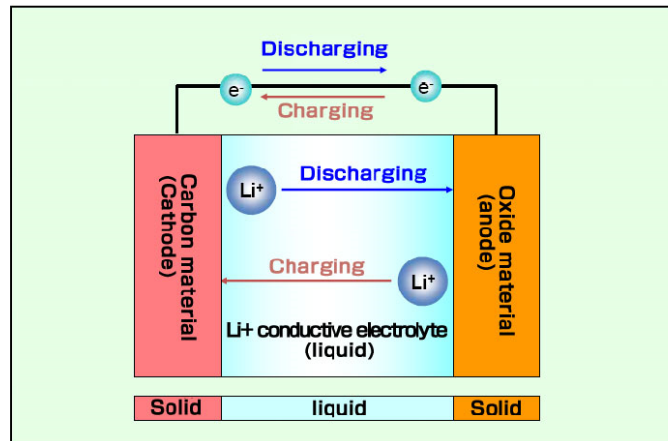 Discharging
e-
e-
Charging
Carbon material
(Cathode)
Li+
Discharging
Oxide material
(anode)
Charging
Li+
Li+ conductive electrolyte
(liquid)
Solid
liquid
Solid